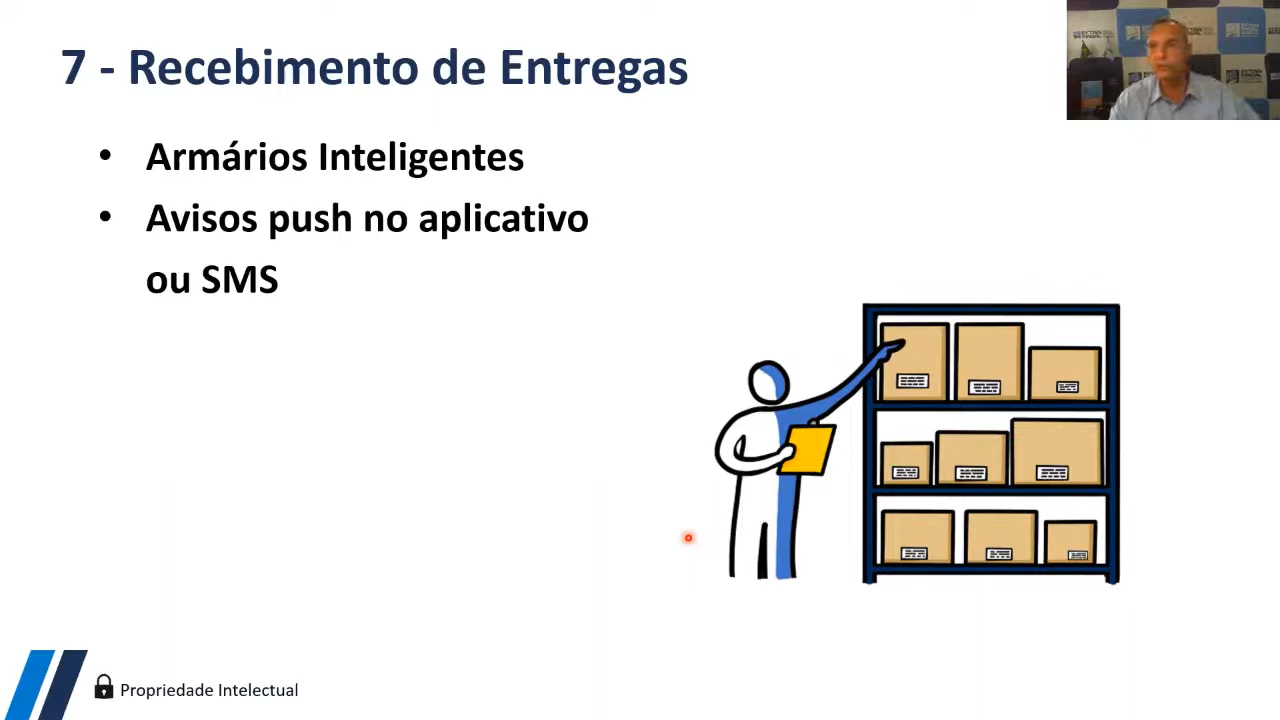 7 - Recebimento de Entregas
• Armários Inteligentes
• Avisos push no aplicativo
ou SMS
Propriedade Intelectual